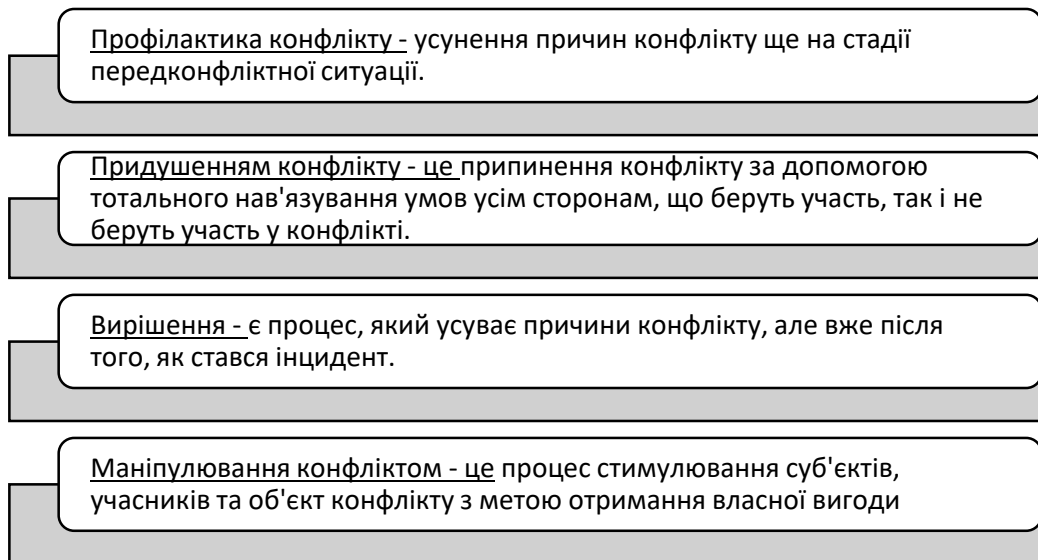 Профілактика конфлікту - усунення причин конфлікту ще на стадії
передконфліктної ситуації.
Придушенням конфлікту - це припинення конфлікту за допомогою
тотального нав'язування умов усім сторонам, що беруть участь, так і не
беруть участь у конфлікті.
Вирішення - є процес, який усуває причини конфлікту, але вже після
того, як стався інцидент.
Маніпулювання конфліктом - це процес стимулювання суб'єктів,
учасників та об'єкт конфлікту з метою отримання власної вигоди